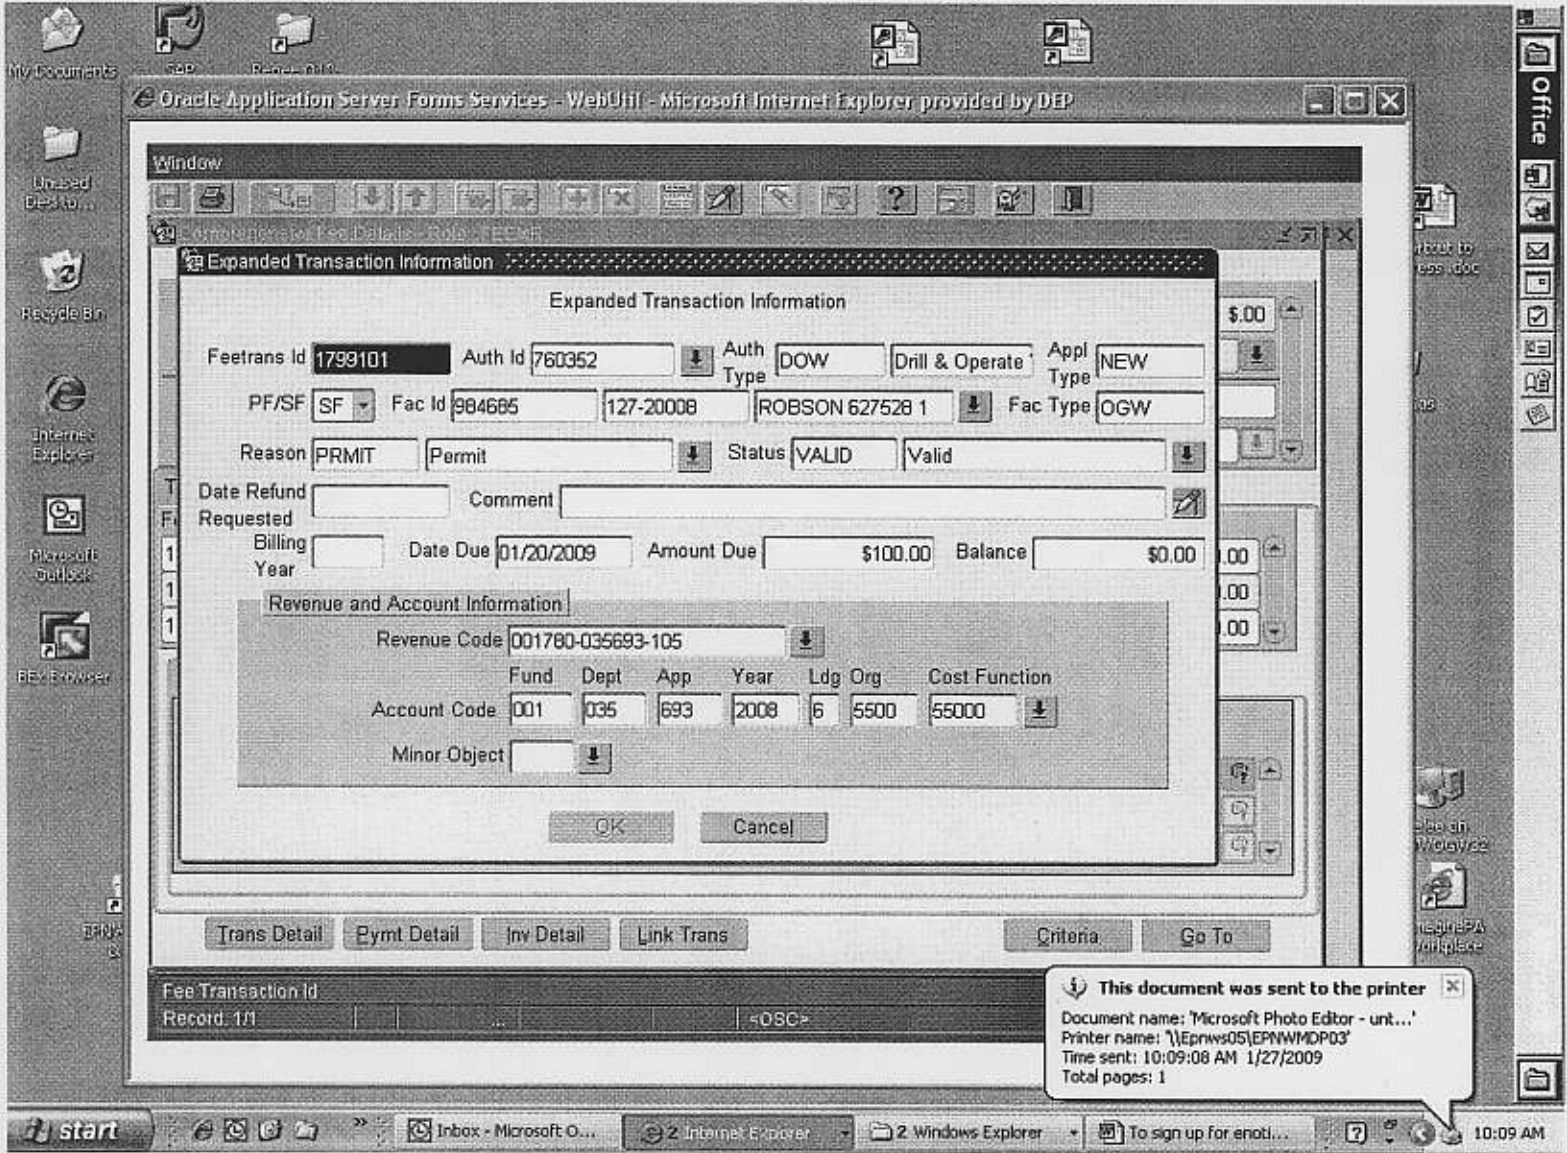 My Documents
SAP
Oracle Application Server Forms Services - WebUtil - Microsoft Internet Explorer provided by DEP
Office
Window
Unused
Deskto...
Expanded Transaction Information
Expanded Transaction Information
Recycle Bin
$.00
Feetrans Id 1799101 Auth Id 760352 Auth Type DOW Drill & Operate Appl Type NEW
PF/SF SF Fac Id 984685 127-20008 ROBSON 627528 1 Fac Type OGW
Internet
Explorer
Reason PRMIT Permit Status VALID Valid
Date Refund Requested Comment
Billing Year Date Due 01/20/2009 Amount Due $100.00 Balance $0.00
Microsoft
Outlook
Revenue and Account Information
Revenue Code 001780-035693-105
BEx Browser
Fund Dept App Year Ldg Org Cost Function
Account Code 001 035 693 2008 6 5500 55000
Minor Object
OK Cancel
Trans Detail Pymt Detail Inv Detail Link Trans Criteria Go To
Fee Transaction Id
Record: 1/1 ... <OSC>
This document was sent to the printer
Document name: 'Microsoft Photo Editor - unt...'
Printer name: '\\Eprnws05\EPNWMDP03'
Time sent: 10:09:08 AM 1/27/2009
Total pages: 1
start Inbox - Microsoft O... 2 Internet Explorer 2 Windows Explorer To sign up for enoti... 10:09 AM